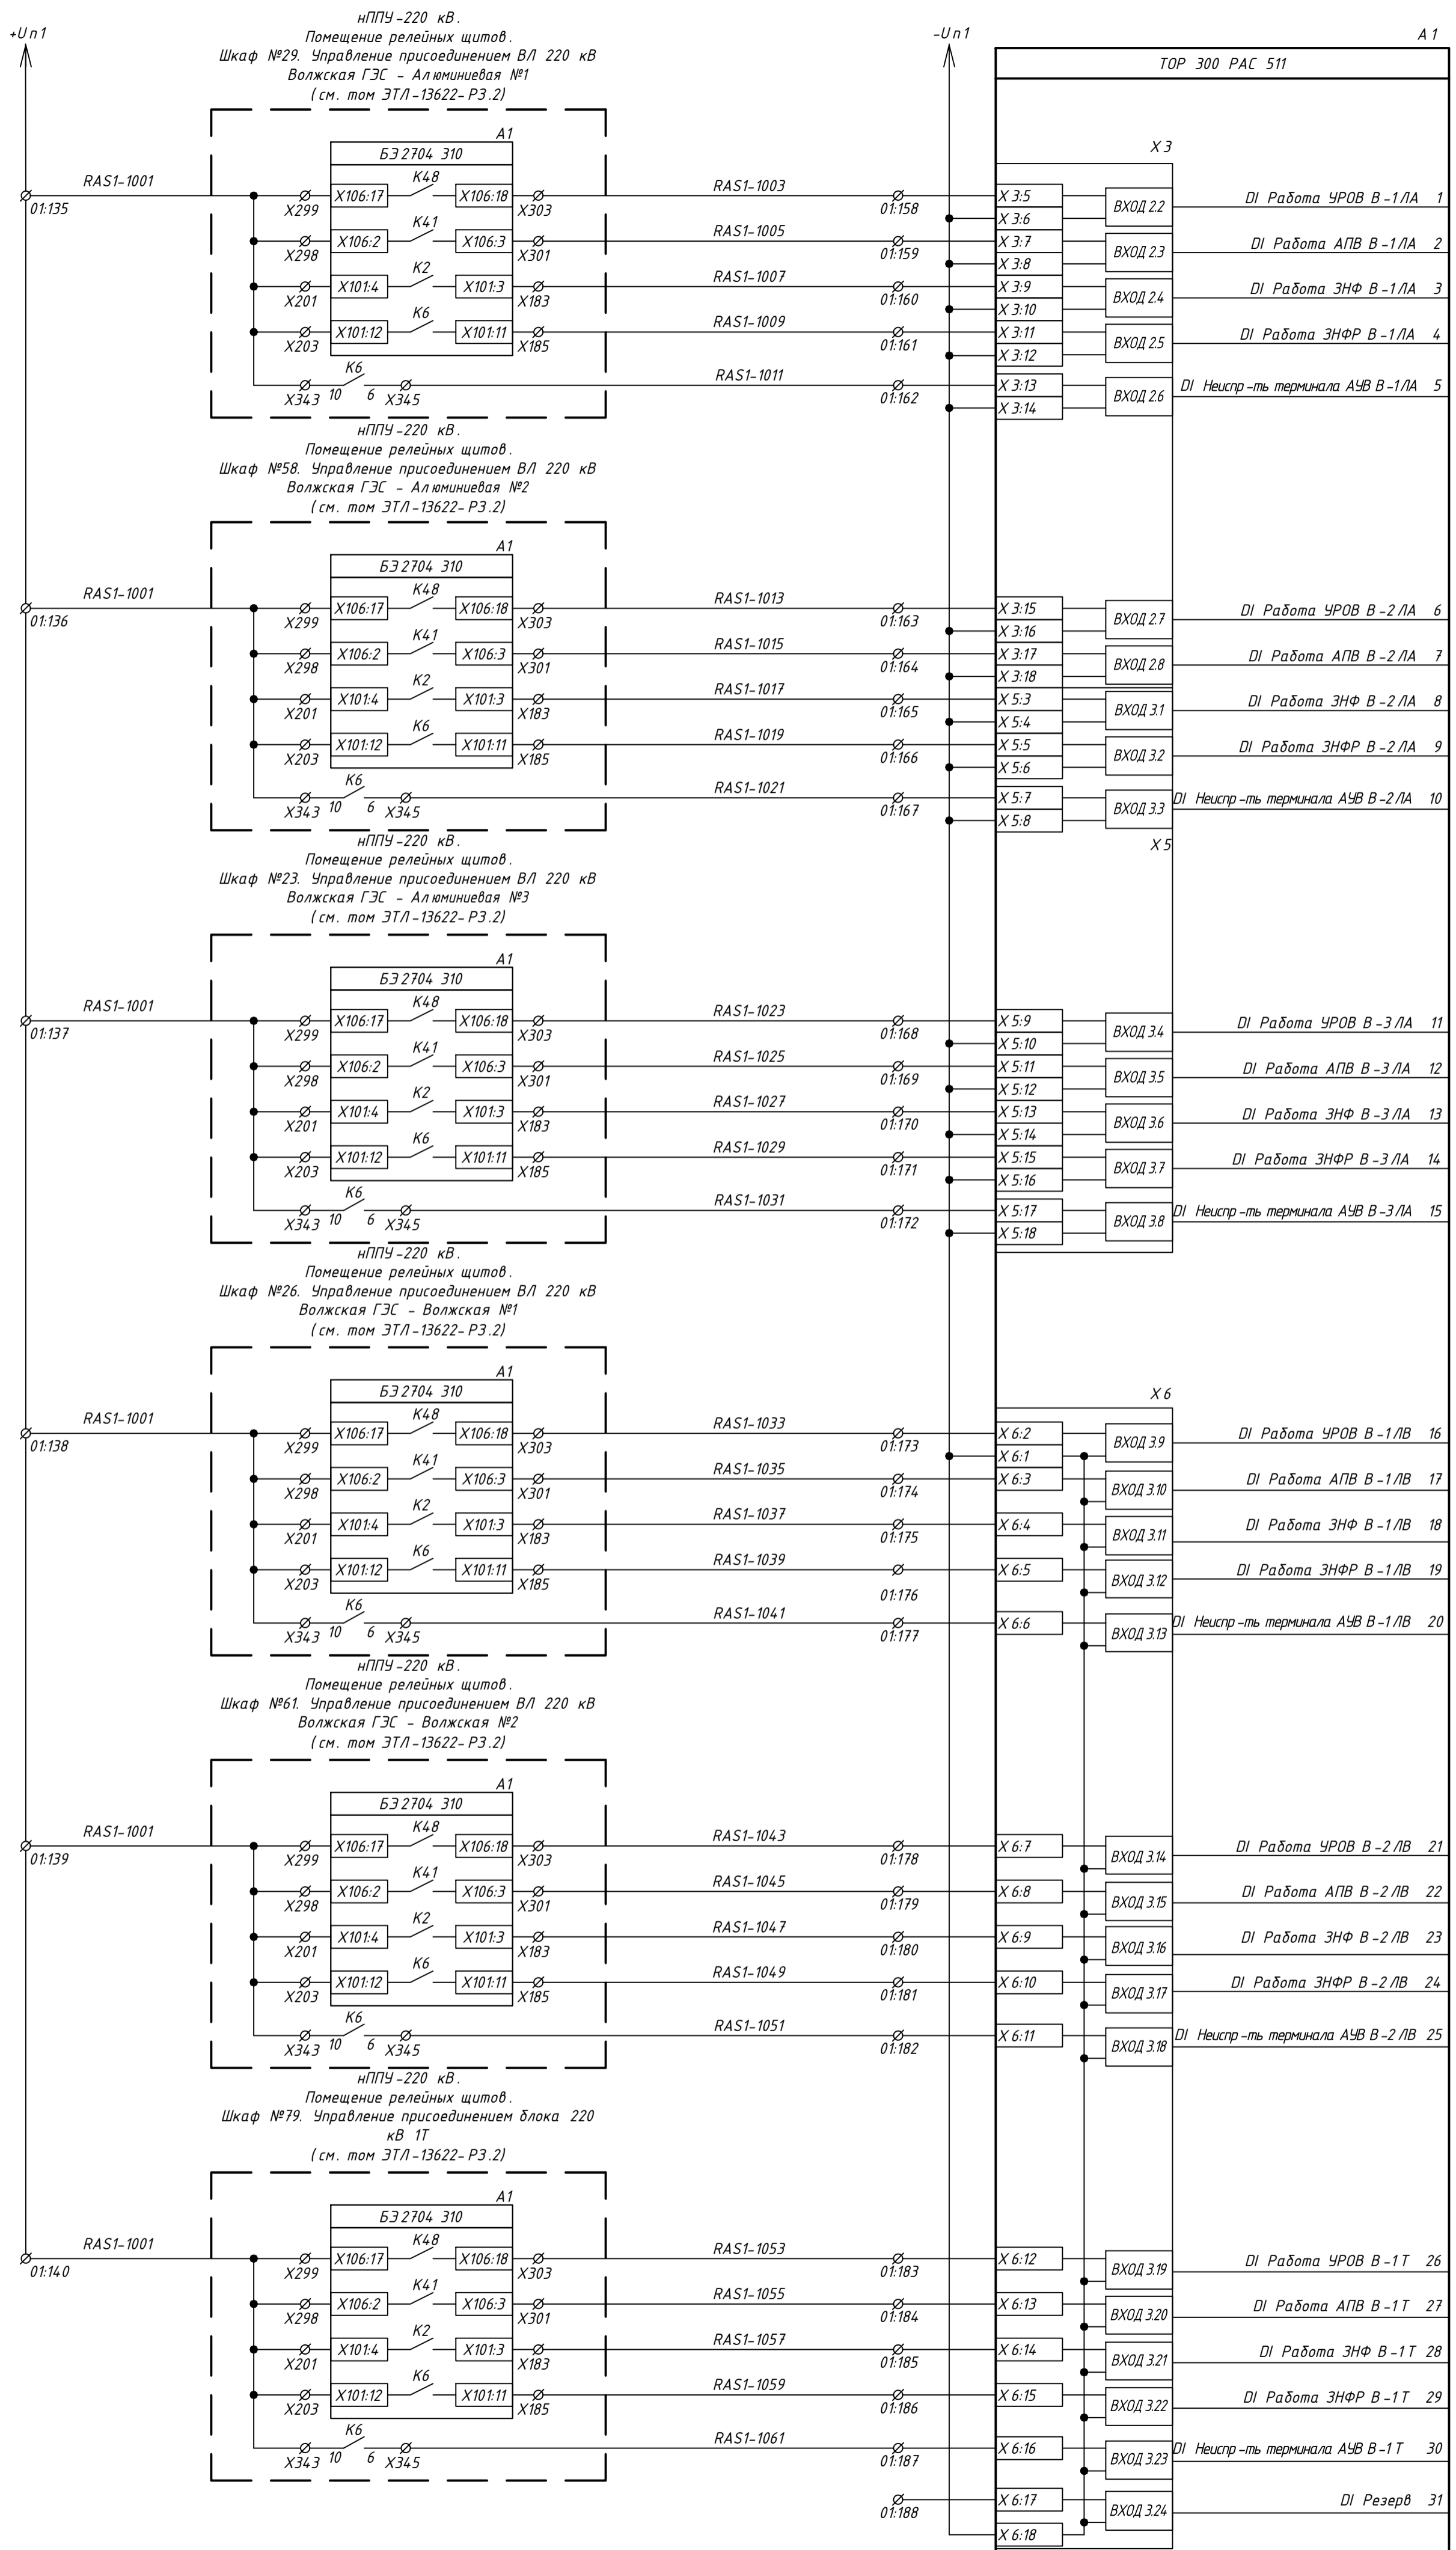 +Uп1
-Uп1
А1
ТОР 300 РАС 511
нППУ-220 кВ.
Помещение релейных щитов.
Шкаф №29. Управление присоединением ВЛ 220 кВ
Волжская ГЭС - Алюминиевая №1
(см. том ЭТЛ-13622-РЗ.2)
А1
БЭ2704 310
X3
RAS1-1001
01:135
X299 X106:17 K48 X106:18 X303 RAS1-1003 01:158 X3:5 X3:6 ВХОД 2.2 DI Работа УРОВ В-1ЛА 1
X298 X106:2 K41 X106:3 X301 RAS1-1005 01:159 X3:7 X3:8 ВХОД 2.3 DI Работа АПВ В-1ЛА 2
X201 X101:4 K2 X101:3 X183 RAS1-1007 01:160 X3:9 X3:10 ВХОД 2.4 DI Работа ЗНФ В-1ЛА 3
X203 X101:12 K6 X101:11 X185 RAS1-1009 01:161 X3:11 X3:12 ВХОД 2.5 DI Работа ЗНФР В-1ЛА 4
X343 10 K6 6 X345 RAS1-1011 01:162 X3:13 X3:14 ВХОД 2.6 DI Неиспр-ть терминала АУВ В-1ЛА 5
нППУ-220 кВ.
Помещение релейных щитов.
Шкаф №58. Управление присоединением ВЛ 220 кВ
Волжская ГЭС - Алюминиевая №2
(см. том ЭТЛ-13622-РЗ.2)
А1
БЭ2704 310
RAS1-1001
01:136
X299 X106:17 K48 X106:18 X303 RAS1-1013 01:163 X3:15 X3:16 ВХОД 2.7 DI Работа УРОВ В-2ЛА 6
X298 X106:2 K41 X106:3 X301 RAS1-1015 01:164 X3:17 X3:18 ВХОД 2.8 DI Работа АПВ В-2ЛА 7
X201 X101:4 K2 X101:3 X183 RAS1-1017 01:165 X5:3 X5:4 ВХОД 3.1 DI Работа ЗНФ В-2ЛА 8
X203 X101:12 K6 X101:11 X185 RAS1-1019 01:166 X5:5 X5:6 ВХОД 3.2 DI Работа ЗНФР В-2ЛА 9
X343 10 K6 6 X345 RAS1-1021 01:167 X5:7 X5:8 ВХОД 3.3 DI Неиспр-ть терминала АУВ В-2ЛА 10
X5
нППУ-220 кВ.
Помещение релейных щитов.
Шкаф №23. Управление присоединением ВЛ 220 кВ
Волжская ГЭС - Алюминиевая №3
(см. том ЭТЛ-13622-РЗ.2)
А1
БЭ2704 310
RAS1-1001
01:137
X299 X106:17 K48 X106:18 X303 RAS1-1023 01:168 X5:9 X5:10 ВХОД 3.4 DI Работа УРОВ В-3ЛА 11
X298 X106:2 K41 X106:3 X301 RAS1-1025 01:169 X5:11 X5:12 ВХОД 3.5 DI Работа АПВ В-3ЛА 12
X201 X101:4 K2 X101:3 X183 RAS1-1027 01:170 X5:13 X5:14 ВХОД 3.6 DI Работа ЗНФ В-3ЛА 13
X203 X101:12 K6 X101:11 X185 RAS1-1029 01:171 X5:15 X5:16 ВХОД 3.7 DI Работа ЗНФР В-3ЛА 14
X343 10 K6 6 X345 RAS1-1031 01:172 X5:17 X5:18 ВХОД 3.8 DI Неиспр-ть терминала АУВ В-3ЛА 15
нППУ-220 кВ.
Помещение релейных щитов.
Шкаф №26. Управление присоединением ВЛ 220 кВ
Волжская ГЭС - Волжская №1
(см. том ЭТЛ-13622-РЗ.2)
А1
БЭ2704 310
X6
RAS1-1001
01:138
X299 X106:17 K48 X106:18 X303 RAS1-1033 01:173 X6:2 X6:1 ВХОД 3.9 DI Работа УРОВ В-1ЛВ 16
X298 X106:2 K41 X106:3 X301 RAS1-1035 01:174 X6:3 ВХОД 3.10 DI Работа АПВ В-1ЛВ 17
X201 X101:4 K2 X101:3 X183 RAS1-1037 01:175 X6:4 ВХОД 3.11 DI Работа ЗНФ В-1ЛВ 18
X203 X101:12 K6 X101:11 X185 RAS1-1039 01:176 X6:5 ВХОД 3.12 DI Работа ЗНФР В-1ЛВ 19
X343 10 K6 6 X345 RAS1-1041 01:177 X6:6 ВХОД 3.13 DI Неиспр-ть терминала АУВ В-1ЛВ 20
нППУ-220 кВ.
Помещение релейных щитов.
Шкаф №61. Управление присоединением ВЛ 220 кВ
Волжская ГЭС - Волжская №2
(см. том ЭТЛ-13622-РЗ.2)
А1
БЭ2704 310
RAS1-1001
01:139
X299 X106:17 K48 X106:18 X303 RAS1-1043 01:178 X6:7 ВХОД 3.14 DI Работа УРОВ В-2ЛВ 21
X298 X106:2 K41 X106:3 X301 RAS1-1045 01:179 X6:8 ВХОД 3.15 DI Работа АПВ В-2ЛВ 22
X201 X101:4 K2 X101:3 X183 RAS1-1047 01:180 X6:9 ВХОД 3.16 DI Работа ЗНФ В-2ЛВ 23
X203 X101:12 K6 X101:11 X185 RAS1-1049 01:181 X6:10 ВХОД 3.17 DI Работа ЗНФР В-2ЛВ 24
X343 10 K6 6 X345 RAS1-1051 01:182 X6:11 ВХОД 3.18 DI Неиспр-ть терминала АУВ В-2ЛВ 25
нППУ-220 кВ.
Помещение релейных щитов.
Шкаф №79. Управление присоединением блока 220
кВ 1Т
(см. том ЭТЛ-13622-РЗ.2)
А1
БЭ2704 310
RAS1-1001
01:140
X299 X106:17 K48 X106:18 X303 RAS1-1053 01:183 X6:12 ВХОД 3.19 DI Работа УРОВ В-1Т 26
X298 X106:2 K41 X106:3 X301 RAS1-1055 01:184 X6:13 ВХОД 3.20 DI Работа АПВ В-1Т 27
X201 X101:4 K2 X101:3 X183 RAS1-1057 01:185 X6:14 ВХОД 3.21 DI Работа ЗНФ В-1Т 28
X203 X101:12 K6 X101:11 X185 RAS1-1059 01:186 X6:15 ВХОД 3.22 DI Работа ЗНФР В-1Т 29
X343 10 K6 6 X345 RAS1-1061 01:187 X6:16 ВХОД 3.23 DI Неиспр-ть терминала АУВ В-1Т 30
01:188 X6:17 ВХОД 3.24 DI Резерв 31
X6:18